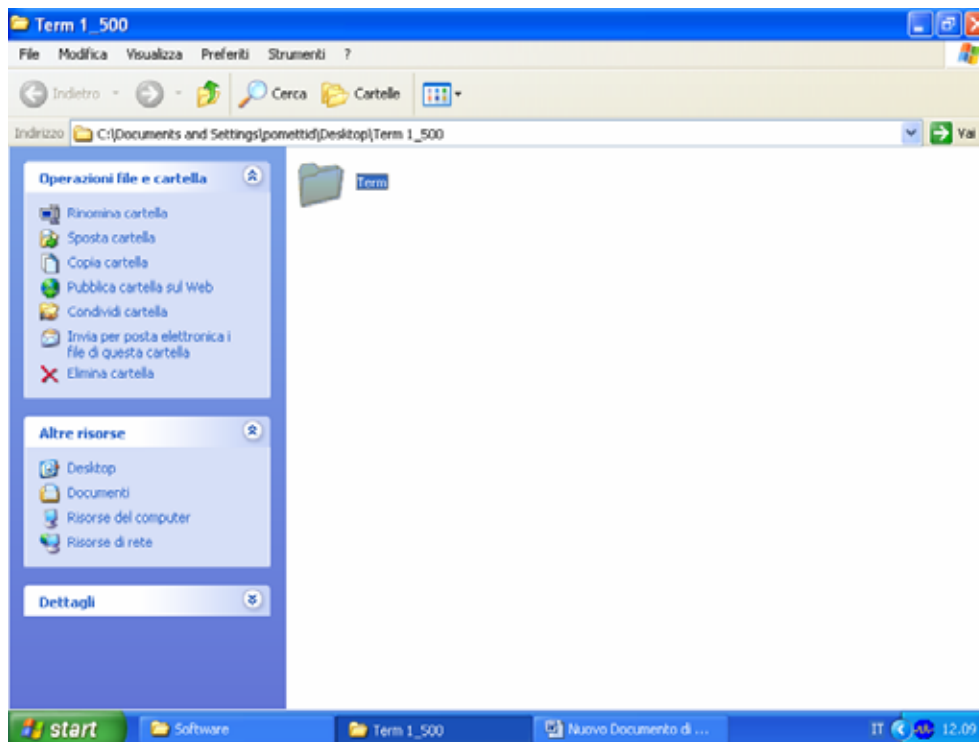 Term 1_500
File Modifica Visualizza Preferiti Strumenti ?
Indietro Cerca Cartelle
Indirizzo C:\Documents and Settings\pomettid\Desktop\Term 1_500 Vai
Operazioni file e cartella
Rinomina cartella
Sposta cartella
Copia cartella
Pubblica cartella sul Web
Condividi cartella
Invia per posta elettronica i
file di questa cartella
Elimina cartella
Altre risorse
Desktop
Documenti
Risorse del computer
Risorse di rete
Dettagli
Term
start Software Term 1_500 Nuovo Documento di ... IT 12.09